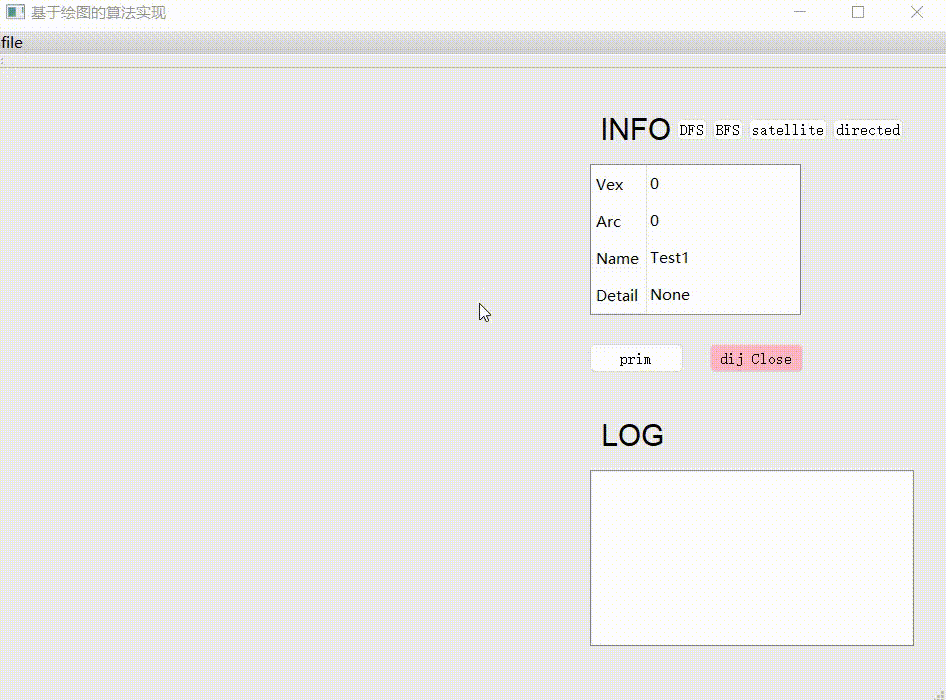 基于绘图的算法实现
file
INFO DFS BFS satellite directed
Vex 0
Arc 0
Name Test1
Detail None
prim dij Close
LOG